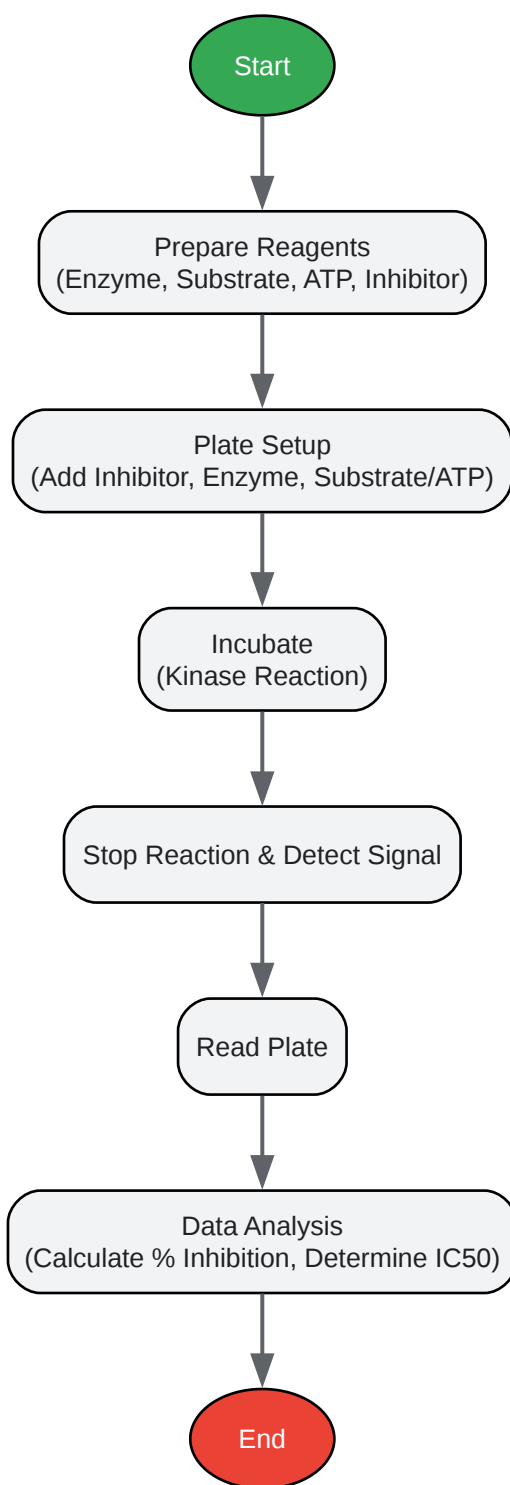 Start
Prepare Reagents
(Enzyme, Substrate, ATP, Inhibitor)
Plate Setup
(Add Inhibitor, Enzyme, Substrate/ATP)
Incubate
(Kinase Reaction)
Stop Reaction & Detect Signal
Read Plate
Data Analysis
(Calculate % Inhibition, Determine IC50)
End